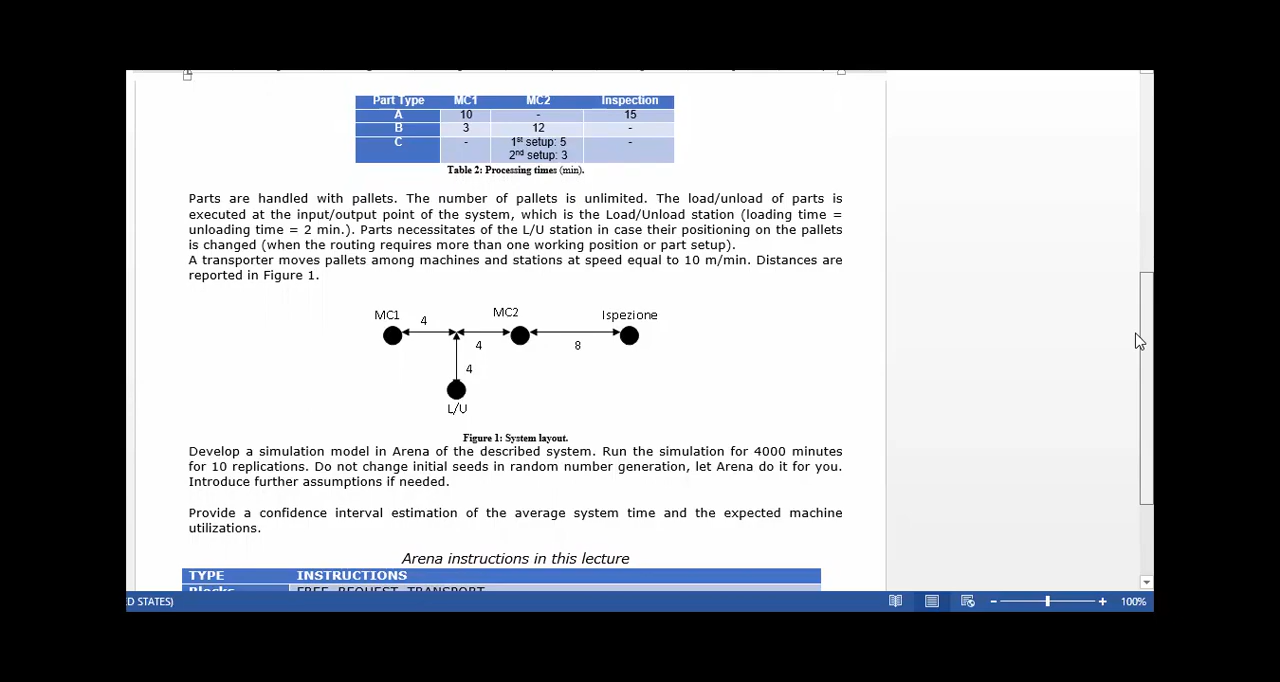 Part Type MC1 MC2 Inspection
A 10 - 15
B 3 12 -
C - 1st setup: 5 -
2nd setup: 3
Table 2: Processing times (min).
Parts are handled with pallets. The number of pallets is unlimited. The load/unload of parts is
executed at the input/output point of the system, which is the Load/Unload station (loading time =
unloading time = 2 min.). Parts necessitates of the L/U station in case their positioning on the pallets
is changed (when the routing requires more than one working position or part setup).
A transporter moves pallets among machines and stations at speed equal to 10 m/min. Distances are
reported in Figure 1.
MC1 MC2 Ispezione
4
4 8
4
L/U
Figure 1: System layout.
Develop a simulation model in Arena of the described system. Run the simulation for 4000 minutes
for 10 replications. Do not change initial seeds in random number generation, let Arena do it for you.
Introduce further assumptions if needed.
Provide a confidence interval estimation of the average system time and the expected machine
utilizations.
Arena instructions in this lecture
TYPE INSTRUCTIONS
Blocks FREE, REQUEST, TRANSPORT
D STATES) 100%